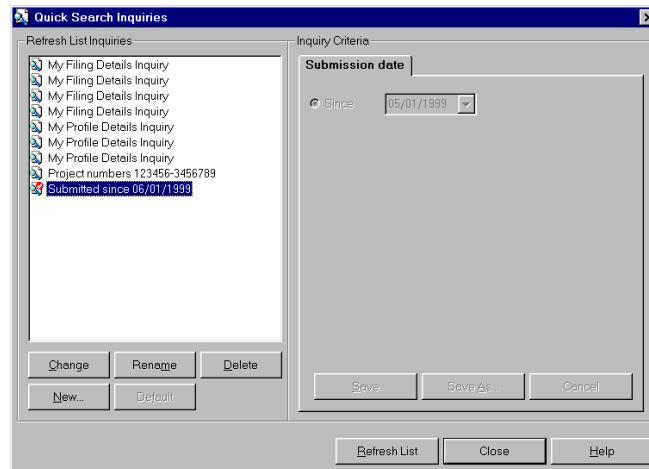 Quick Search Inquiries
Refresh List Inquiries
My Filing Details Inquiry
My Filing Details Inquiry
My Filing Details Inquiry
My Filing Details Inquiry
My Profile Details Inquiry
My Profile Details Inquiry
My Profile Details Inquiry
Project numbers 123456-3456789
Submitted since 06/01/1999
Change Rename Delete
New... Default
Inquiry Criteria
Submission date
Since 05/01/1999
Save Save As... Cancel
Refresh List Close Help